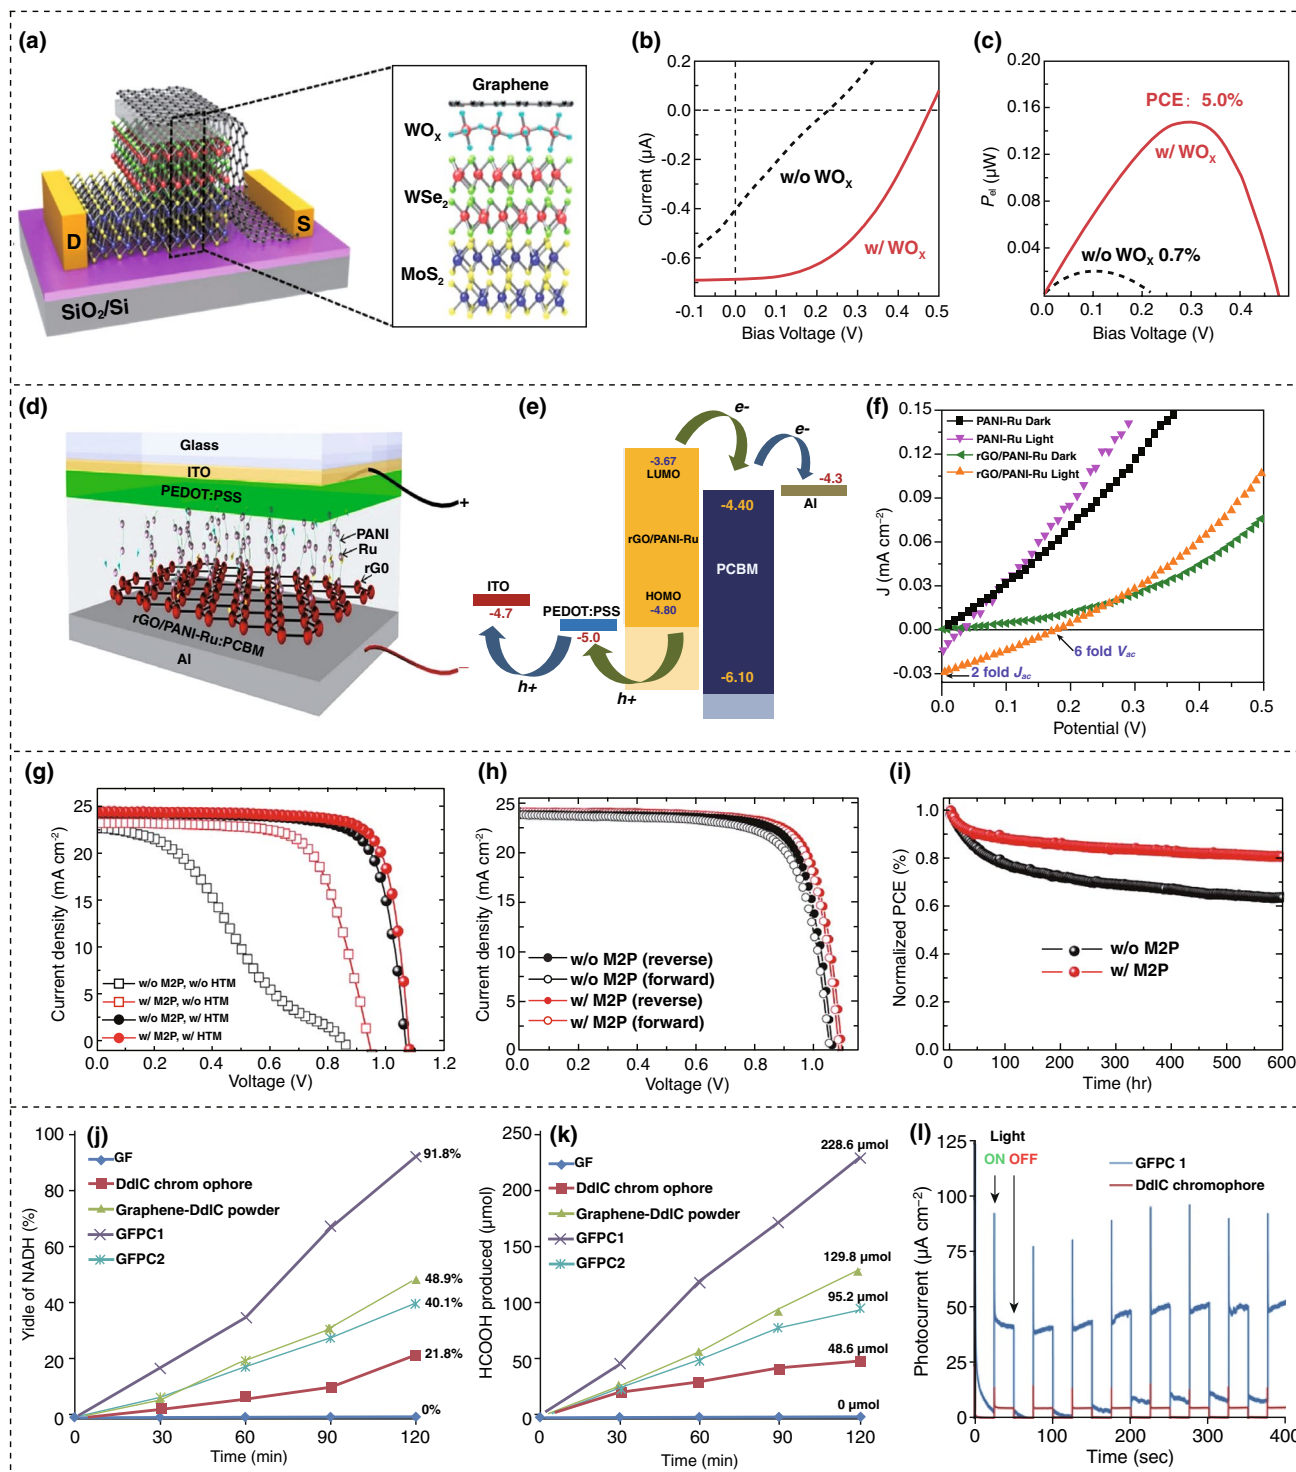 (a)
Graphene
WOx
WSe2
MoS2
D
S
SiO2/Si
(b)
0.2
0.0
-0.2
-0.4
-0.6
Current (μA)
w/o WOx
w/ WOx
-0.1 0.0 0.1 0.2 0.3 0.4 0.5
Bias Voltage (V)
(c)
0.20
0.16
0.12
0.08
0.04
Pel (μW)
PCE: 5.0%
w/ WOx
w/o WOx 0.7%
0.0 0.1 0.2 0.3 0.4
Bias Voltage (V)
(d)
Glass
ITO
PEDOT:PSS
+
PANI
Ru
rG0
rGO/PANI-Ru:PCBM
Al
–
(e)
e-
e-
-3.67
LUMO
-4.3
Al
-4.40
rGO/PANI-Ru
PCBM
HOMO
-4.80
ITO
-4.7
PEDOT:PSS
-5.0
-6.10
h+
h+
(f)
0.15
0.12
0.09
0.06
0.03
0.00
-0.03
J (mA cm⁻²)
PANI-Ru Dark
PANI-Ru Light
rGO/PANI-Ru Dark
rGO/PANI-Ru Light
6 fold Vac
2 fold Jac
0.0 0.1 0.2 0.3 0.4 0.5
Potential (V)
(g)
25
20
15
10
5
0
Current density (mA cm⁻²)
w/o M2P, w/o HTM
w/ M2P, w/o HTM
w/o M2P, w/ HTM
w/ M2P, w/ HTM
0.0 0.2 0.4 0.6 0.8 1.0 1.2
Voltage (V)
(h)
25
20
15
10
5
0
Current density (mA cm⁻²)
w/o M2P (reverse)
w/o M2P (forward)
w/ M2P (reverse)
w/ M2P (forward)
0.0 0.2 0.4 0.6 0.8 1.0
Voltage (V)
(i)
1.0
0.8
0.6
0.4
0.2
0.0
Normalized PCE (%)
w/o M2P
w/ M2P
0 100 200 300 400 500 600
Time (hr)
(j)
100
80
60
40
20
0
Yidle of NADH (%)
GF
DdIC chrom ophore
Graphene-DdIC powder
GFPC1
GFPC2
91.8%
48.9%
40.1%
21.8%
0%
0 30 60 90 120
Time (min)
(k)
250
200
150
100
50
0
HCOOH produced (μmol)
GF
DdIC chrom ophore
Graphene-DdIC powder
GFPC1
GFPC2
228.6 μmol
129.8 μmol
95.2 μmol
48.6 μmol
0 μmol
0 30 60 90 120
Time (min)
(l)
125
100
75
50
25
0
Photocurrent (μA cm⁻²)
Light
ON OFF
GFPC 1
DdIC chromophore
0 100 200 300 400
Time (sec)